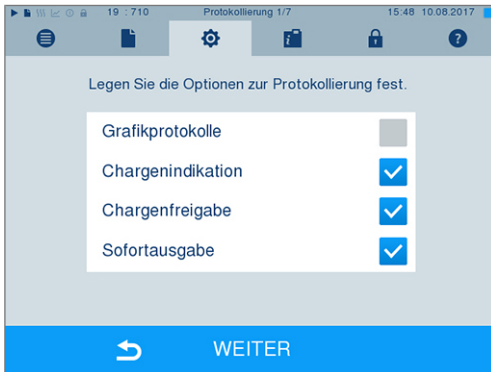 19 : 710 Protokollierung 1/7 15:48 10.08.2017
Legen Sie die Optionen zur Protokollierung fest.
Grafikprotokolle
Chargenindikation
Chargenfreigabe
Sofortausgabe
WEITER